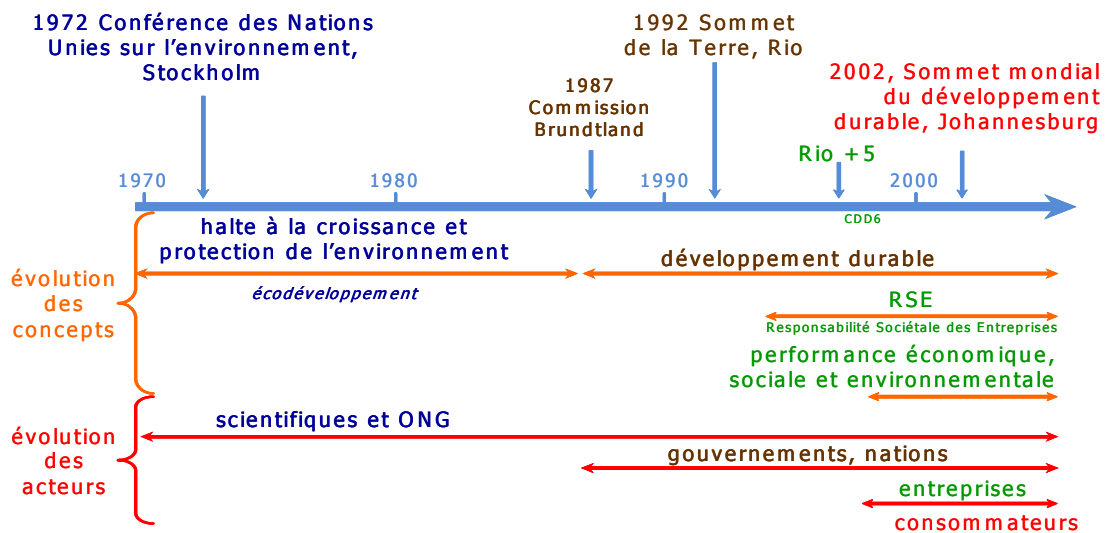 1972 Conférence des Nations
Unies sur l'environnement,
Stockholm
1987
Commission
Brundtland
1992 Sommet
de la Terre, Rio
Rio +5
2002, Sommet mondial
du développement
durable, Johannesburg
1970
1980
1990
2000
CDD6
évolution
des
concepts
halte à la croissance et
protection de l'environnement
écodéveloppement
développement durable
RSE
Responsabilité Sociétale des Entreprises
performance économique,
sociale et environnementale
évolution
des
acteurs
scientifiques et ONG
gouvernements, nations
entreprises
consommateurs